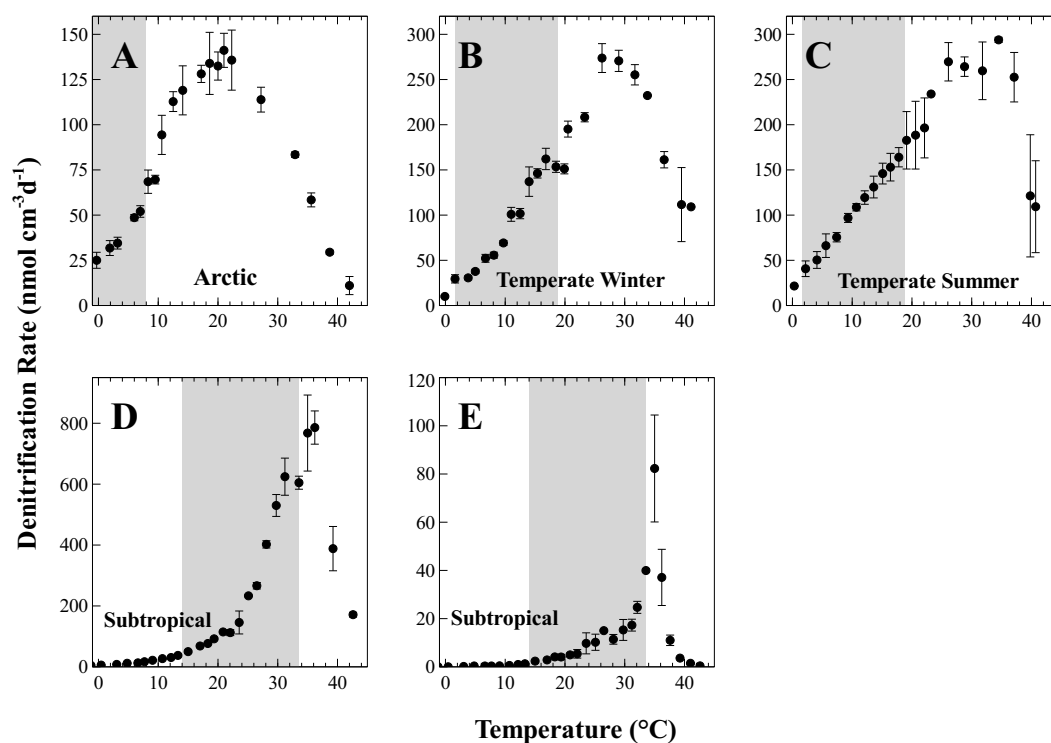 Denitrification Rate (nmol cm⁻³d⁻¹)
150
125
100
75
50
25
0
A
Arctic
0 10 20 30 40
300
250
200
150
100
50
0
B
Temperate Winter
0 10 20 30 40
300
250
200
150
100
50
0
C
Temperate Summer
0 10 20 30 40
800
600
400
200
0
D
Subtropical
0 10 20 30 40
120
100
80
60
40
20
0
E
Subtropical
0 10 20 30 40
Temperature (°C)